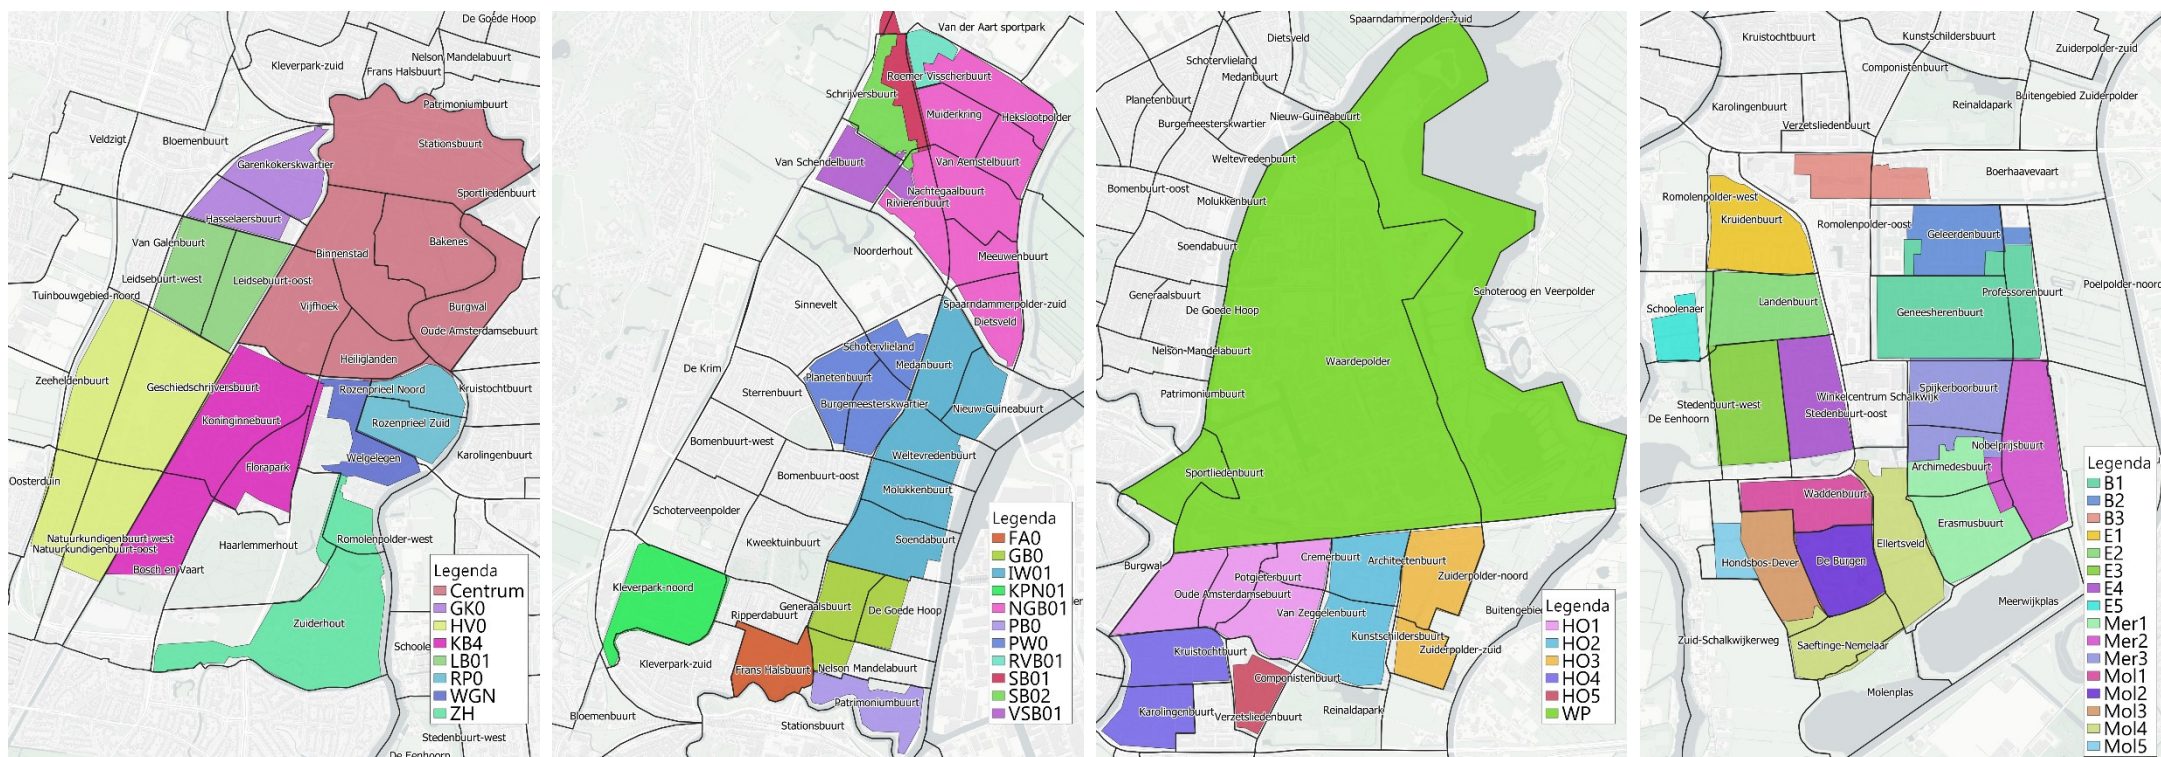 De Goede Hoop
Kleverpark-zuid
Nelson Mandelabuurt
Frans Halsbuurt
Patrimoniumbuurt
Veldzigt
Bloemenbuurt
Stationsbuurt
Garenkokerskwartier
Sportliedenbuurt
Hasselaersbuurt
Van Galenbuurt
Binnenstad
Bakenes
Leidsebuurt-west
Leidsebuurt-oost
Tuinbouwgebied-noord
Vijfhoek
Burgwal
Oude Amsterdamsebuurt
Heiliglanden
Zeeheldenbuurt
Geschiedschrijversbuurt
Rozenprieel Noord
Kruistochtbuurt
Koninginnebuurt
Rozenprieel Zuid
Florapark
Welgelegen
Karolingenbuurt
Oosterduin
Natuurkundigenbuurt-west
Natuurkundigenbuurt-oost
Haarlemmerhout
Romolenpolder-west
Bosch en Vaart
Zuiderhout
Schoole
Stedenbuurt-west
De Eenhoorn
Legenda
Centrum
GK0
HV0
KB4
LB01
RP0
WGN
ZH
Van der Aart sportpark
Roemer Visscherbuurt
Schrijversbuurt
Muiderkring
Hekslootpolder
Van Schendelbuurt
Van Aemstelbuurt
Nachtegaalbuurt
Rivierenbuurt
Noorderhout
Meeuwenbuurt
Sinnevelt
Spaarndammerpolder-zuid
Dietsveld
Schotervlieland
De Krim
Medanbuurt
Planetenbuurt
Sterrenbuurt
Burgemeesterskwartier
Nieuw-Guineabuurt
Bomenbuurt-west
Weltevredenbuurt
Bomenbuurt-oost
Molukkenbuurt
Schoterveenpolder
Kweektuinbuurt
Soendabuurt
Kleverpark-noord
Ripperdabuurt
Generaalsbuurt
De Goede Hoop
Kleverpark-zuid
Frans Halsbuurt
Nelson Mandelabuurt
Patrimoniumbuurt
Bloemenbuurt
Stationsbuurt
der
Legenda
FA0
GB0
IW01
KPN01
NGB01
PB0
PW0
RVB01
SB01
SB02
VSB01
Spaarndammerpolder-zuid
Dietsveld
Schotervlieland
Medanbuurt
Planetenbuurt
Burgemeesterskwartier
Nieuw-Guineabuurt
Weltevredenbuurt
Bomenbuurt-oost
Molukkenbuurt
Soendabuurt
Generaalsbuurt
De Goede Hoop
Schoteroog en Veerpolder
Nelson-Mandelabuurt
Waardepolder
Patrimoniumbuurt
Sportliedenbuurt
Burgwal
Cremerbuurt
Architectenbuurt
Potgieterbuurt
Zuiderpolder-noord
Oude Amsterdamsebuurt
Van Zeggelenbuurt
Buitengebie
Kunstschildersbuurt
Kruistochtbuurt
Zuiderpolder-zuid
Componistenbuurt
Karolingenbuurt
Verzetsliedenbuurt
Reinaldapark
Legenda
HO1
HO2
HO3
HO4
HO5
WP
Kruistochtbuurt
Kunstschildersbuurt
Zuiderpolder-zuid
Componistenbuurt
Karolingenbuurt
Reinaldapark
Buitengebied Zuiderpolder
Verzetsliedenbuurt
Boerhaavevaart
Romolenpolder-west
Kruidenbuurt
Romolenpolder-oost
Geleerdenbuurt
Poelpolder-noord
Professorenbuurt
Landenbuurt
Schoolenaer
Geneesherenbuurt
Spijkerboorbuurt
Winkelcentrum Schalkwijk
Stedenbuurt-west
Stedenbuurt-oost
De Eenhoorn
Nobelprijsbuurt
Archimedesbuurt
Waddenbuurt
Erasmusbuurt
Ellertsveld
Hondsbos-Dever
De Burgen
Meerwijkplas
Zuid-Schalkwijkerweg
Saeftinge-Nemelaar
Molenplas
Legenda
B1
B2
B3
E1
E2
E3
E4
E5
Mer1
Mer2
Mer3
Mol1
Mol2
Mol3
Mol4
Mol5